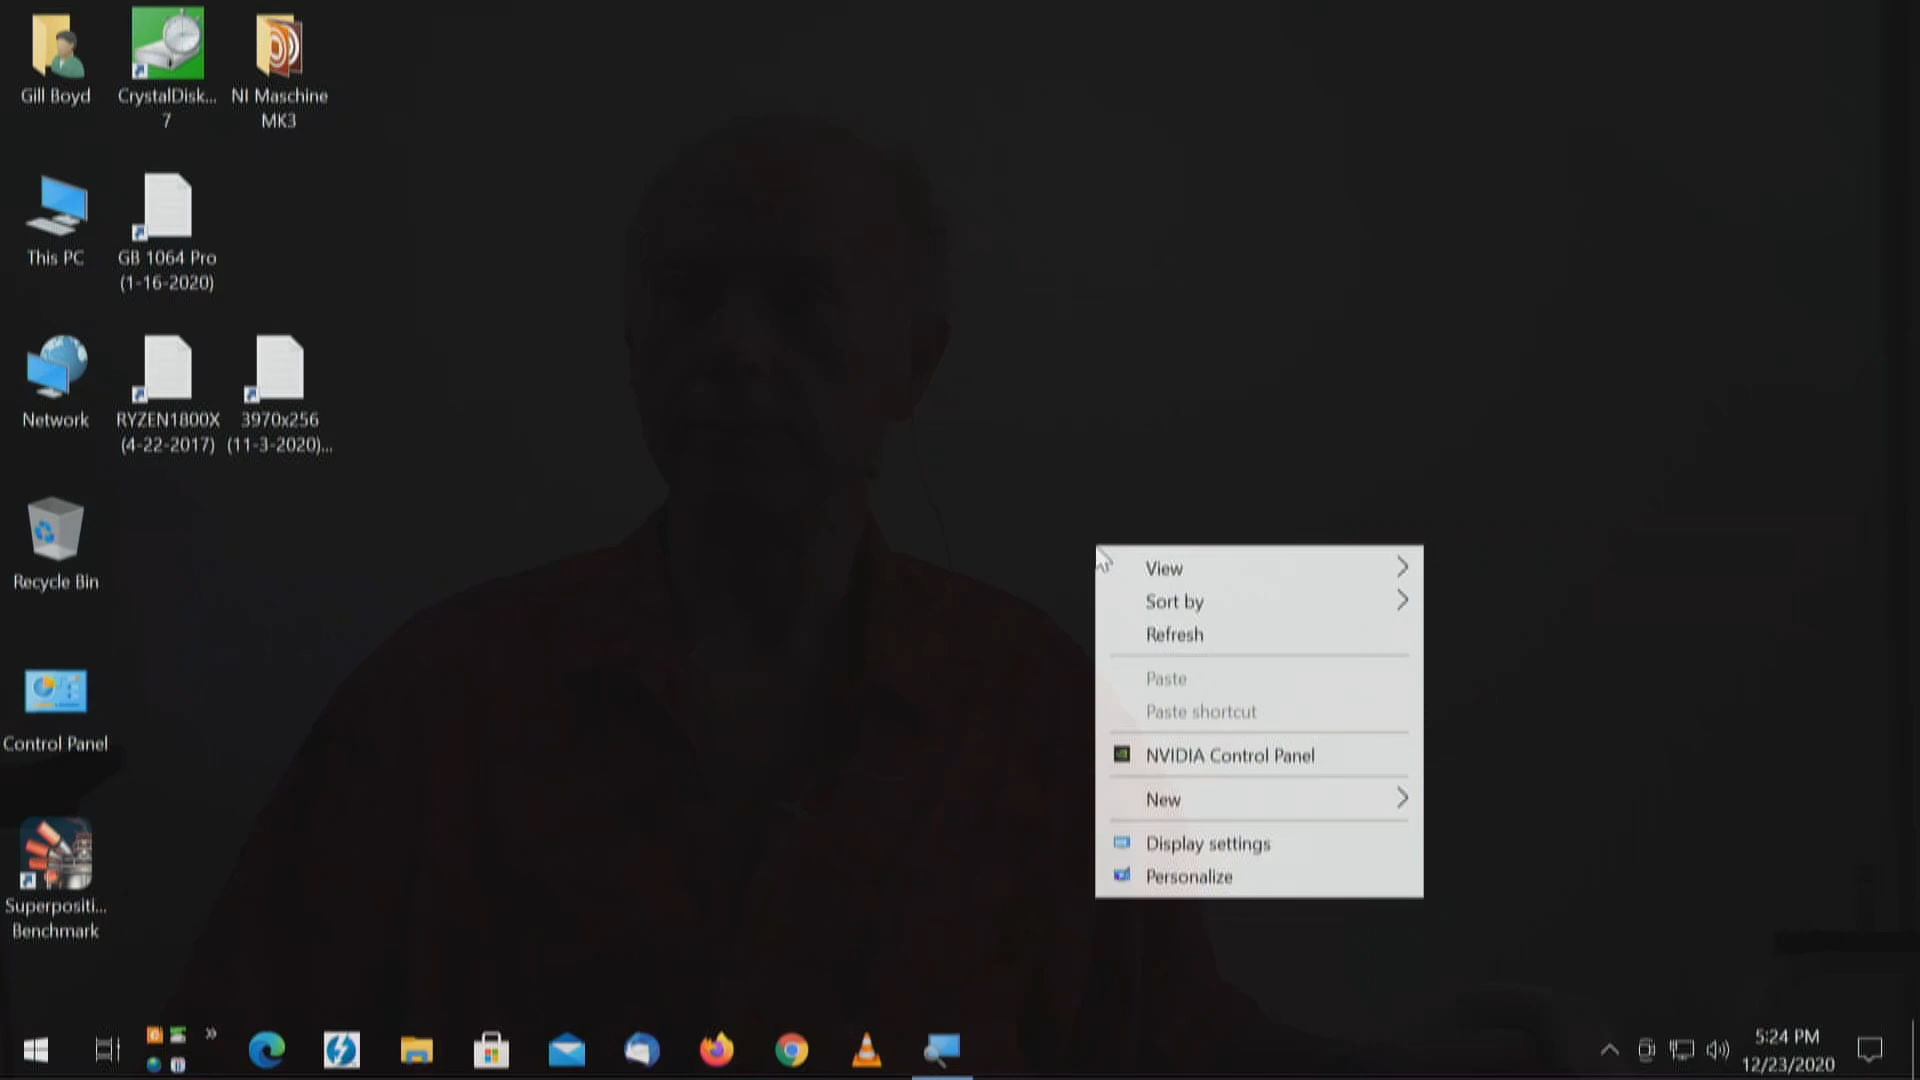 Gill Boyd
CrystalDisk...
7
NI Maschine
MK3
This PC
GB 1064 Pro
(1-16-2020)
Network
RYZEN1800X
(4-22-2017)
3970x256
(11-3-2020)...
Recycle Bin
Control Panel
Superpositi...
Benchmark
View
Sort by
Refresh
Paste
Paste shortcut
NVIDIA Control Panel
New
Display settings
Personalize
5:24 PM
12/23/2020